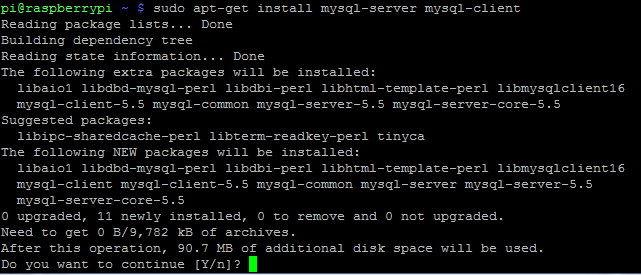 pi@raspberrypi ~ $ sudo apt-get install mysql-server mysql-client
Reading package lists... Done
Building dependency tree
Reading state information... Done
The following extra packages will be installed:
  libaio1 libdbd-mysql-perl libdbi-perl libhtml-template-perl libmysqlclient16
  mysql-client-5.5 mysql-common mysql-server-5.5 mysql-server-core-5.5
Suggested packages:
  libipc-sharedcache-perl libterm-readkey-perl tinyca
The following NEW packages will be installed:
  libaio1 libdbd-mysql-perl libdbi-perl libhtml-template-perl libmysqlclient16
  mysql-client mysql-client-5.5 mysql-common mysql-server mysql-server-5.5
  mysql-server-core-5.5
0 upgraded, 11 newly installed, 0 to remove and 0 not upgraded.
Need to get 0 B/9,782 kB of archives.
After this operation, 90.7 MB of additional disk space will be used.
Do you want to continue [Y/n]?